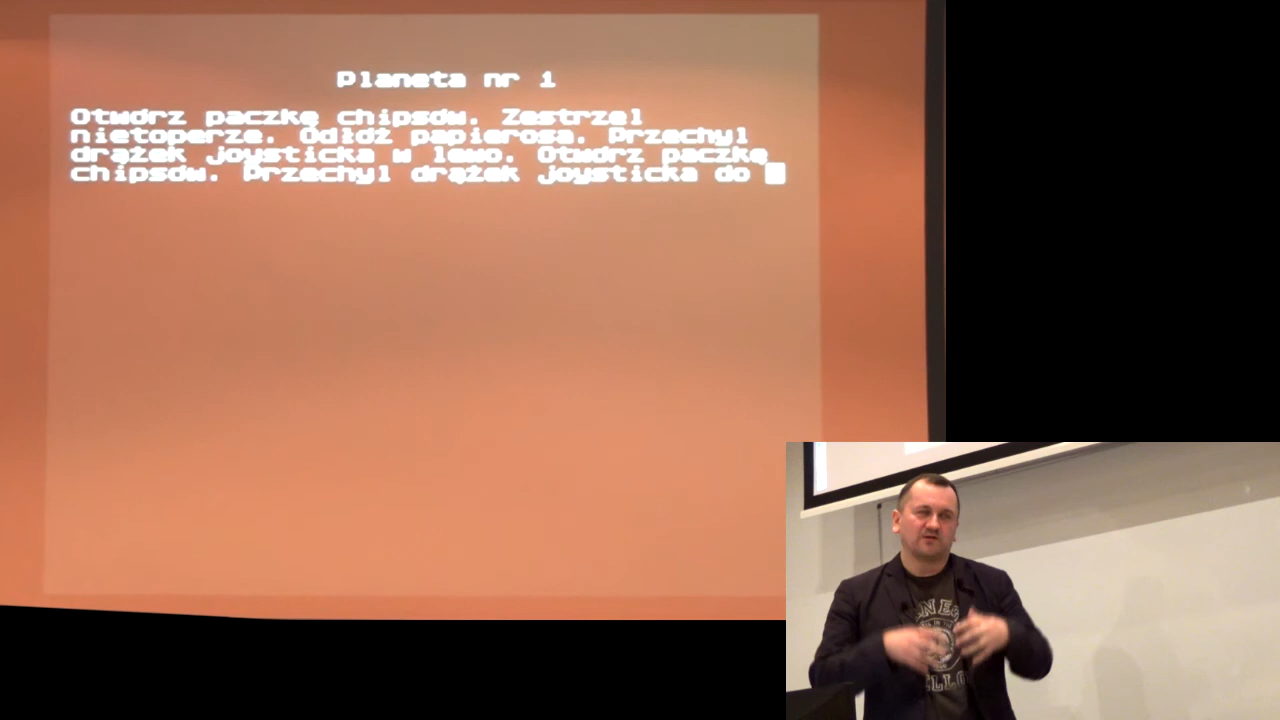 Planeta nr 1
Otwórz paczkę chipsów. Zestrzel
nietoperze. Odłóż papierosa. Przechyl
drążek joysticka w lewo. Otwórz paczkę
chipsów. Przechyl drążek joysticka do